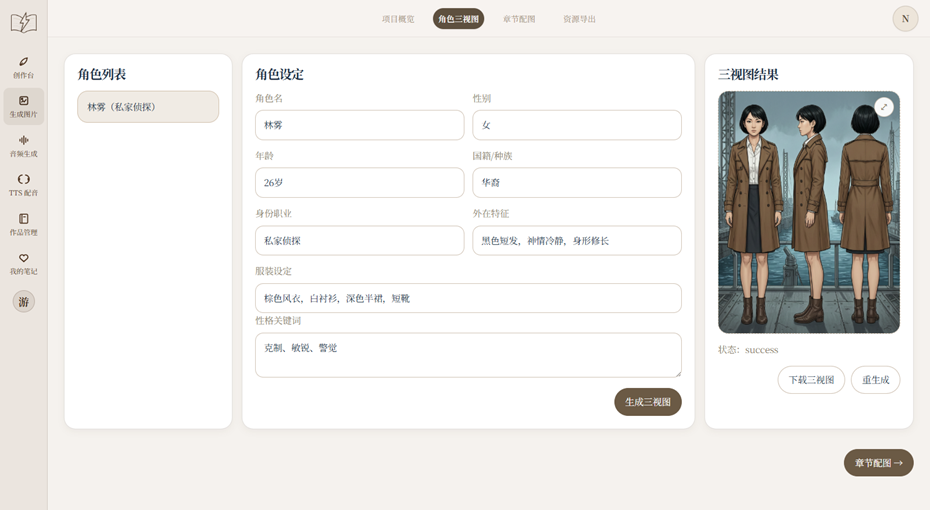 项目概览
角色三视图
章节配图
资源导出
N
创作台
生成图片
音频生成
TTS 配音
作品管理
我的笔记
游
角色列表
林雾（私家侦探）
角色设定
角色名
性别
林雾
女
年龄
国籍/种族
26岁
华裔
身份职业
外在特征
私家侦探
黑色短发，神情冷静，身形修长
服装设定
棕色风衣，白衬衫，深色半裙，短靴
性格关键词
克制、敏锐、警觉
生成三视图
三视图结果
状态：success
下载三视图
重生成
章节配图 →